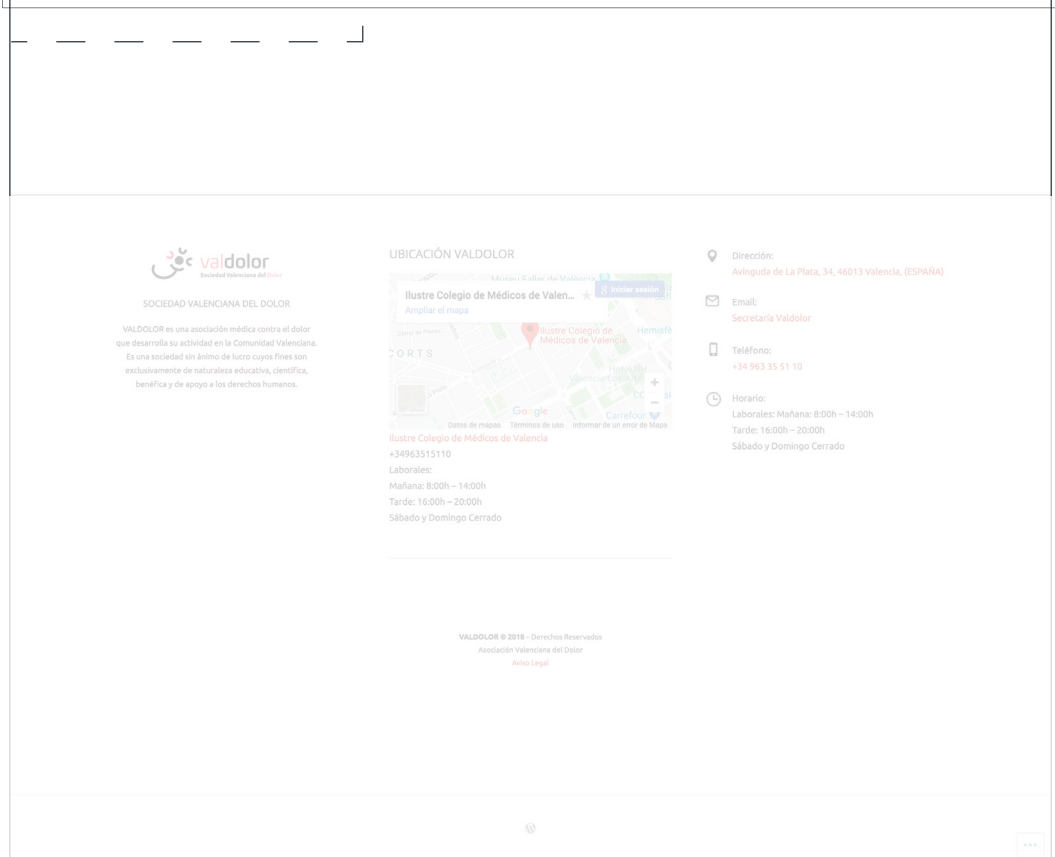 valdolor
Sociedad Valenciana del Dolor
SOCIEDAD VALENCIANA DEL DOLOR
VALDOLOR es una asociación médica contra el dolor
que desarrolla su actividad en la Comunidad Valenciana.
Es una sociedad sin ánimo de lucro cuyos fines son
exclusivamente de naturaleza educativa, científica,
benéfica y de apoyo a los derechos humanos.
UBICACIÓN VALDOLOR
Museu Faller de València
Ilustre Colegio de Médicos de Valen...
Iniciar sesión
Ampliar el mapa
Ilustre Colegio de
Médicos de Valencia
Hemisfè
CORTS
Google
Carrefour
Datos de mapas Términos de uso Informar de un error de Maps
Ilustre Colegio de Médicos de Valencia
+34963515110
Laborales:
Mañana: 8:00h – 14:00h
Tarde: 16:00h – 20:00h
Sábado y Domingo Cerrado
Dirección:
Avinguda de La Plata, 34, 46013 Valencia, (ESPAÑA)
Email:
Secretaría Valdolor
Teléfono:
+34 963 35 51 10
Horario:
Laborales: Mañana: 8:00h – 14:00h
Tarde: 16:00h – 20:00h
Sábado y Domingo Cerrado
VALDOLOR © 2018 – Derechos Reservados
Asociación Valenciana del Dolor
Aviso Legal